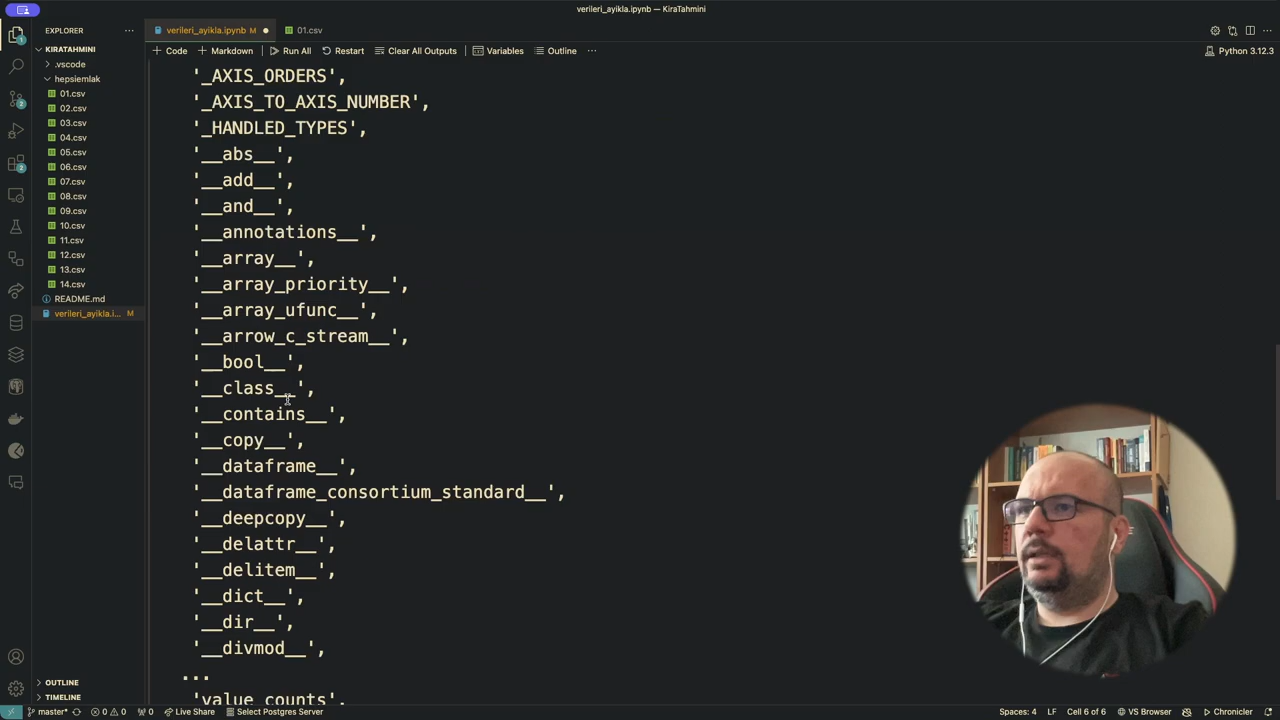 verileri_ayikla.ipynb — KiraTahmini
EXPLORER
verileri_ayikla.ipynb M
01.csv
KIRATAHMINI
.vscode
hepsiemlak
01.csv
02.csv
03.csv
04.csv
05.csv
06.csv
07.csv
08.csv
09.csv
10.csv
11.csv
12.csv
13.csv
14.csv
README.md
verileri_ayikla.i... M
OUTLINE
TIMELINE
+ Code + Markdown Run All Restart Clear All Outputs Variables Outline ... Python 3.12.3
'_AXIS_ORDERS',
'_AXIS_TO_AXIS_NUMBER',
'_HANDLED_TYPES',
'__abs__',
'__add__',
'__and__',
'__annotations__',
'__array__',
'__array_priority__',
'__array_ufunc__',
'__arrow_c_stream__',
'__bool__',
'__class__',
'__contains__',
'__copy__',
'__dataframe__',
'__dataframe_consortium_standard__',
'__deepcopy__',
'__delattr__',
'__delitem__',
'__dict__',
'__dir__',
'__divmod__',
...
'value_counts',
master* 0 0 0 Live Share Select Postgres Server Spaces: 4 LF Cell 6 of 6 VS Browser Chronicler